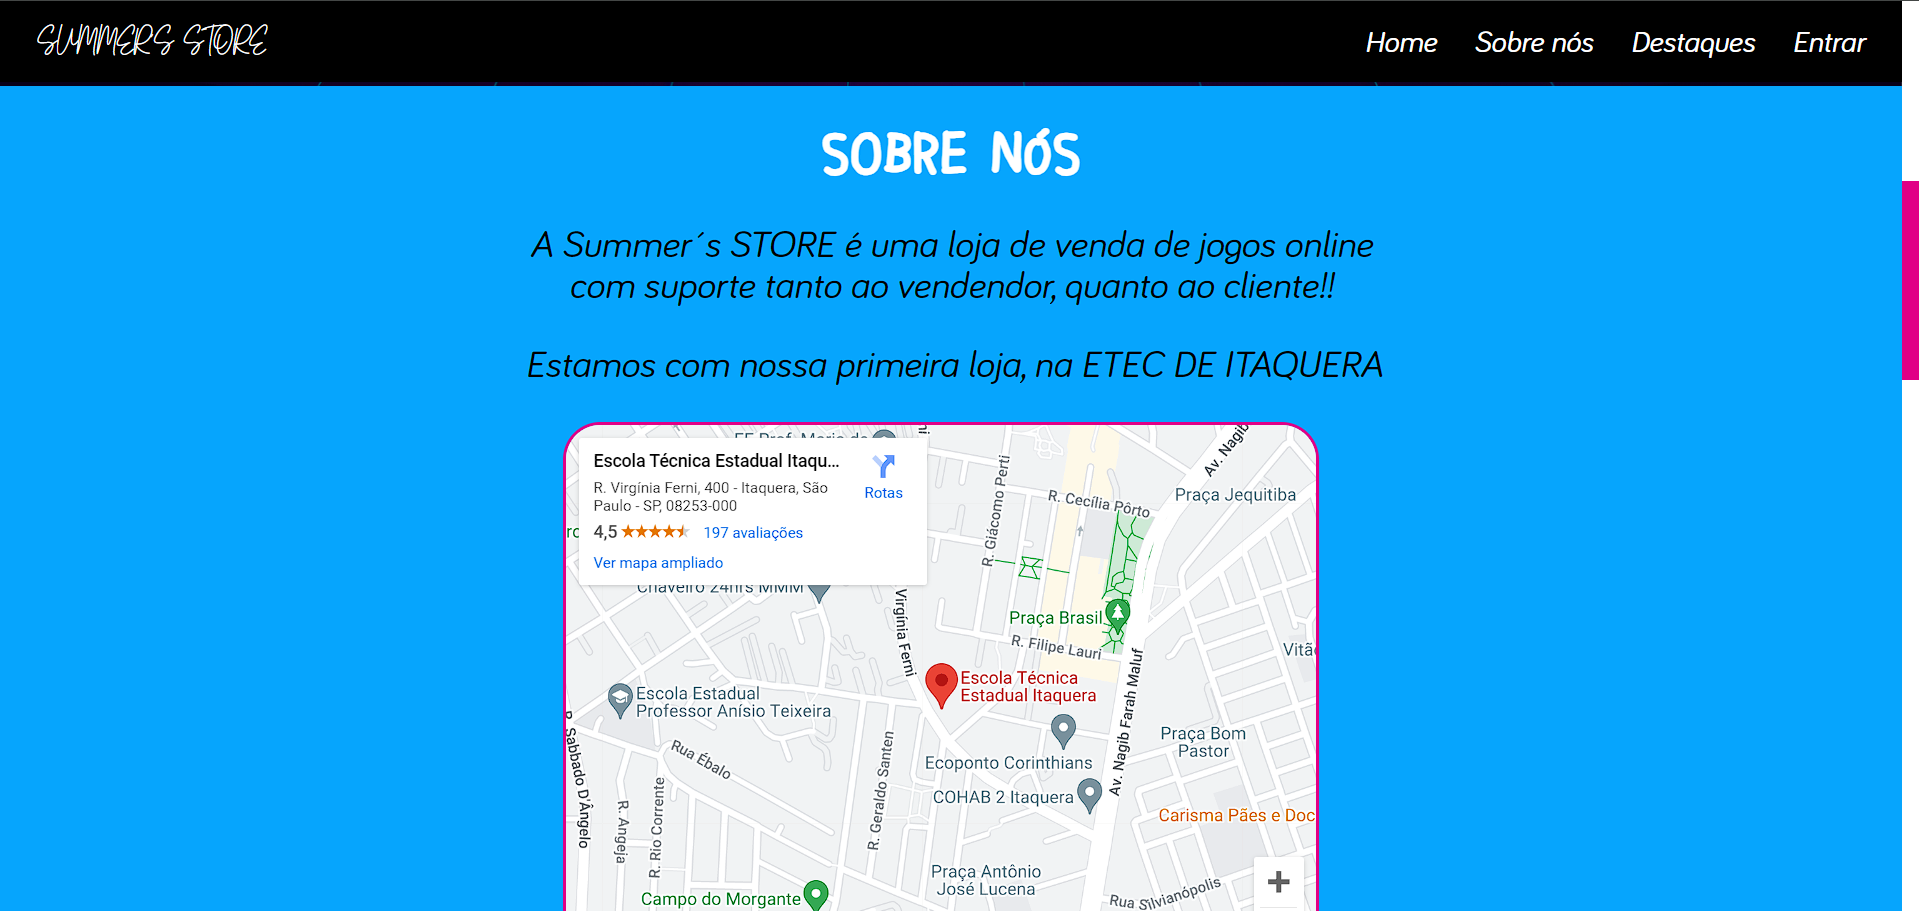 SUMMERS STORE
Home Sobre nós Destaques Entrar
SOBRE NÓS
A Summer´s STORE é uma loja de venda de jogos online
com suporte tanto ao vendendor, quanto ao cliente!!
Estamos com nossa primeira loja, na ETEC DE ITAQUERA
Escola Técnica Estadual Itaqu...
R. Virgínia Ferni, 400 - Itaquera, São
Paulo - SP, 08253-000
4,5 197 avaliações
Ver mapa ampliado
Rotas
Av. Nagib
R. Cecília Pôrto
Praça Jequitiba
R. Giácomo Perti
Chaveiro 24hrs MMM
Virgínia Ferni
Praça Brasil
R. Filipe Lauri
Escola Técnica
Estadual Itaquera
Escola Estadual
Professor Anísio Teixeira
Av. Nagib Farah Maluf
Praça Bom
Pastor
Rua Ébalo
R. Sabbado D'Ângelo
R. Geraldo Santen
Ecoponto Corinthians
COHAB 2 Itaquera
R. Angeja
R. Rio Corrente
Carisma Pães e Doc
Praça Antônio
José Lucena
Campo do Morgante
Rua Silvianópolis